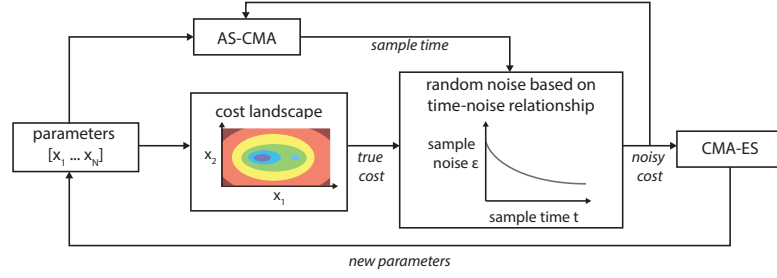 AS-CMA
sample time
parameters
[x₁ ... x_N]
cost landscape
x₂
x₁
true
cost
random noise based on
time-noise relationship
sample
noise ε
sample time t
noisy
cost
CMA-ES
new parameters